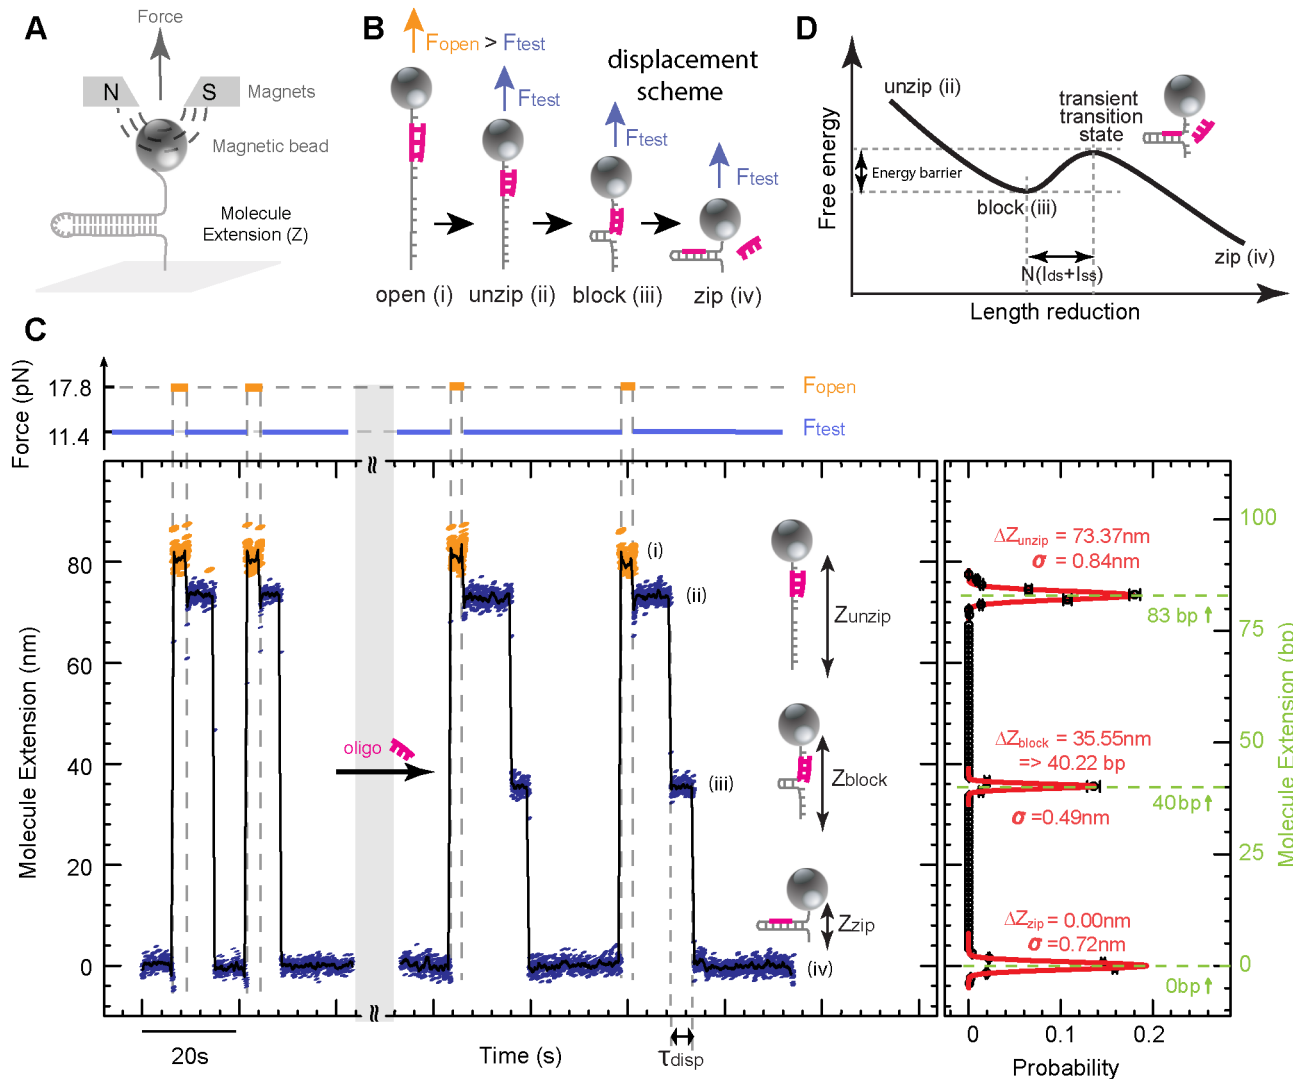 A
Force
N
S
Magnets
Magnetic bead
Molecule
Extension (Z)
B
Fopen > Ftest
displacement
scheme
Ftest
Ftest
Ftest
open (i)
unzip (ii)
block (iii)
zip (iv)
D
Free energy
unzip (ii)
transient
transition
state
Energy barrier
block (iii)
N(lds+lss)
zip (iv)
Length reduction
C
Force (pN)
17.8
11.4
Fopen
Ftest
Molecule Extension (nm)
80
60
40
20
0
oligo
(i)
(ii)
(iii)
(iv)
Zunzip
Zblock
Zzip
20s
Time (s)
τdisp
ΔZunzip = 73.37nm
σ = 0.84nm
83 bp
ΔZblock = 35.55nm
=> 40.22 bp
40bp
σ =0.49nm
ΔZzip = 0.00nm
σ =0.72nm
0bp
0
0.1
0.2
Probability
100
75
50
25
0
Molecule Extension (bp)